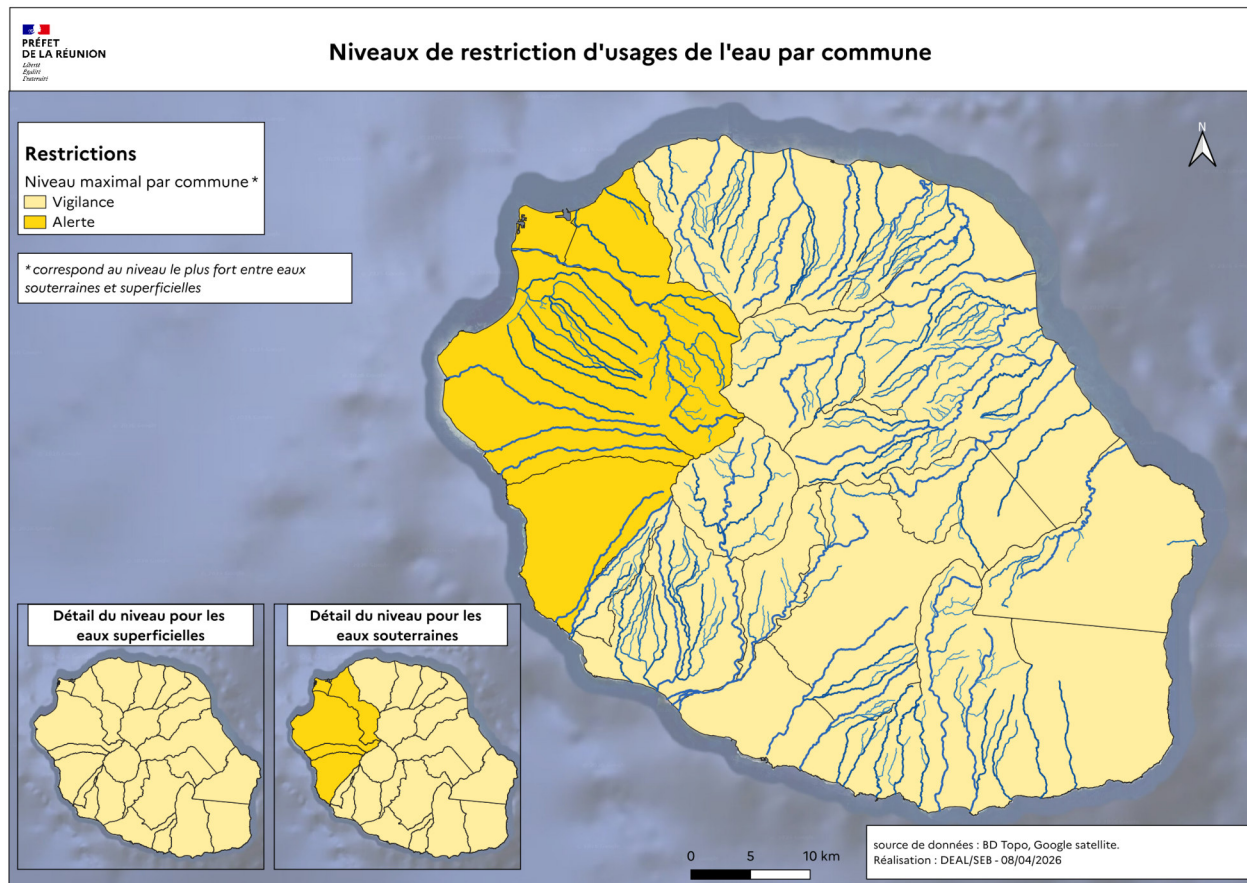 PRÉFET
DE LA RÉUNION
Liberté
Égalité
Fraternité
Niveaux de restriction d'usages de l'eau par commune
Restrictions
Niveau maximal par commune *
Vigilance
Alerte
* correspond au niveau le plus fort entre eaux
souterraines et superficielles
N
Détail du niveau pour les
eaux superficielles
Détail du niveau pour les
eaux souterraines
0 5 10 km
source de données : BD Topo, Google satellite.
Réalisation : DEAL/SEB - 08/04/2026